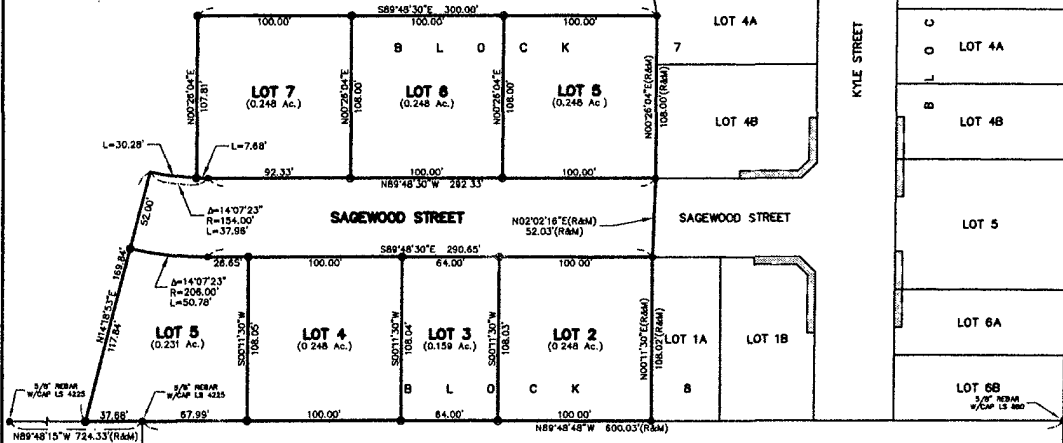 S89°48'30"E 300.00'
100.00' 100.00' 100.00'
B L O C K 7
LOT 4A
KYLE STREET
B L O C
LOT 4A
N00°26'04"E
107.81'
LOT 7
(0.248 Ac.)
N00°26'04"E
108.00'
LOT 6
(0.248 Ac.)
N00°26'04"E
108.00'
LOT 5
(0.248 Ac.)
N00°26'04"E(R&M)
108.00'(R&M)
LOT 4B
LOT 4B
L=30.28'
L=7.68'
92.33' 100.00' 100.00'
N89°48'30"W 292.33'
52.00'
Δ=14°07'23"
R=154.00'
L=37.96'
SAGEWOOD STREET
N02°02'16"E(R&M)
52.03'(R&M)
SAGEWOOD STREET
LOT 5
S89°48'30"E 290.65'
26.65' 100.00' 64.00' 100.00'
Δ=14°07'23"
R=206.00'
L=50.78'
N14°18'53"E 169.84'
117.84'
LOT 5
(0.231 Ac.)
S00°11'30"W
108.05'
LOT 4
(0.248 Ac.)
S00°11'30"W
108.04'
LOT 3
(0.159 Ac.)
S00°11'30"W
108.03'
LOT 2
(0.248 Ac.)
N00°11'30"E(R&M)
108.02'(R&M)
LOT 1A
LOT 1B
LOT 6A
B L O C K 8
LOT 6B
5/8" REBAR
W/CAP LS 4225
5/8" REBAR
W/CAP LS 4225
5/8" REBAR
W/CAP LS 880
37.68' 67.99' 100.00' 64.00' 100.00'
N89°48'15"W 724.33'(R&M)
N89°48'48"W 600.03'(R&M)